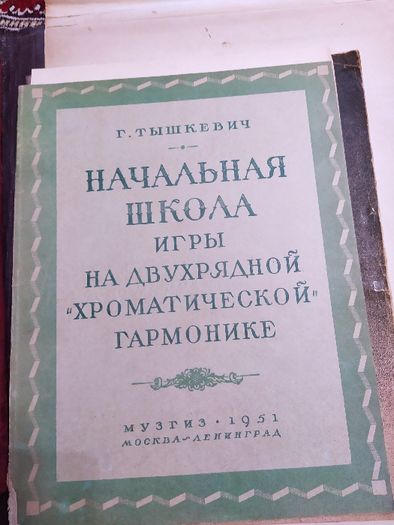 Г. ТЫШКЕВИЧ
НАЧАЛЬНАЯ
ШКОЛА
ИГРЫ
НА ДВУХРЯДНОЙ
"ХРОМАТИЧЕСКОЙ"
ГАРМОНИКЕ
МУЗГИЗ · 1951
МОСКВА-ЛЕНИНГРАД